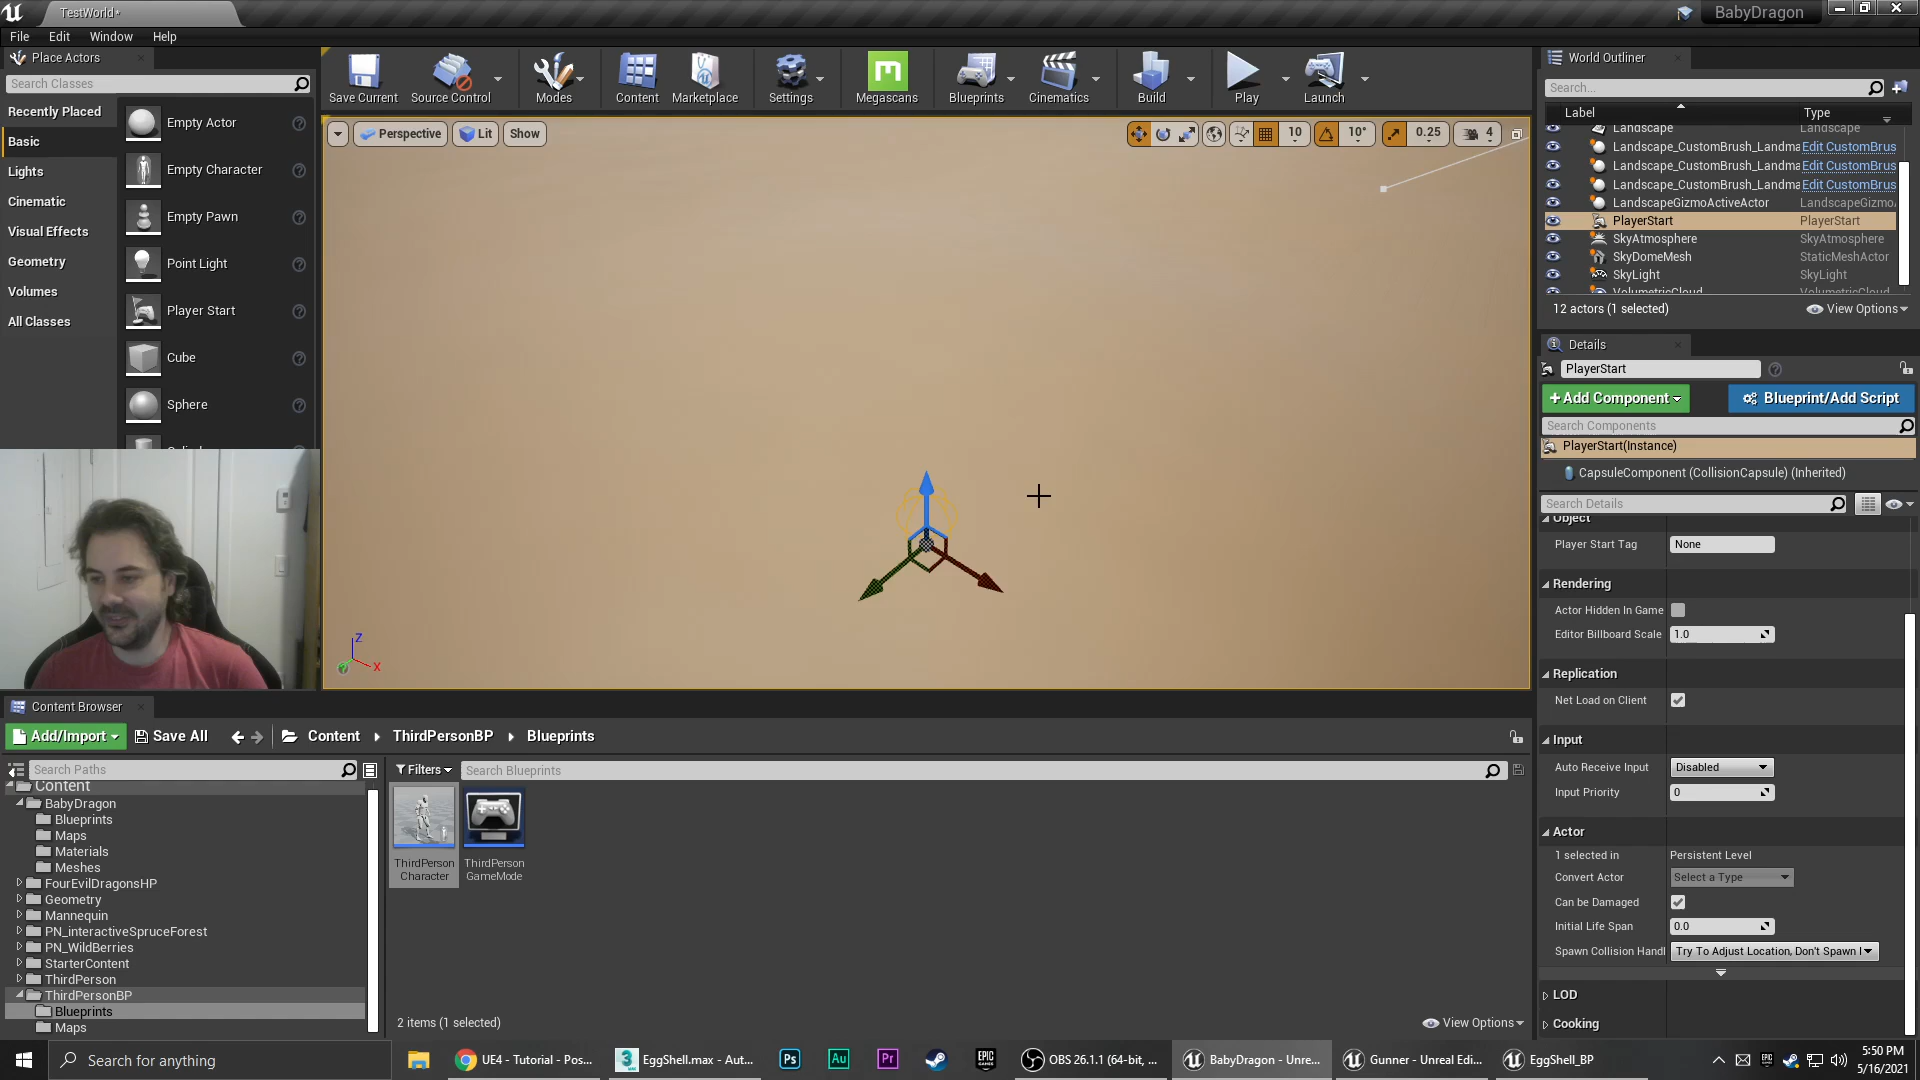 TestWorld*
BabyDragon
File Edit Window Help
Place Actors
Search Classes
Recently Placed
Basic
Lights
Cinematic
Visual Effects
Geometry
Volumes
All Classes
Empty Actor
Empty Character
Empty Pawn
Point Light
Player Start
Cube
Sphere
Save Current
Source Control
Modes
Content
Marketplace
Settings
Megascans
Blueprints
Cinematics
Build
Play
Launch
Perspective Lit Show
10 10° 0.25 4
Z
X
World Outliner
Search...
Label Type
Landscape Landscape
Landscape_CustomBrush_Landma Edit CustomBrus
Landscape_CustomBrush_Landma Edit CustomBrus
Landscape_CustomBrush_Landma Edit CustomBrus
LandscapeGizmoActiveActor LandscapeGizmo
PlayerStart PlayerStart
SkyAtmosphere SkyAtmosphere
SkyDomeMesh StaticMeshActor
SkyLight SkyLight
VolumetricCloud VolumetricCloud
12 actors (1 selected) View Options
Details
PlayerStart
+Add Component Blueprint/Add Script
Search Components
PlayerStart(Instance)
CapsuleComponent (CollisionCapsule) (Inherited)
Search Details
Object
Player Start Tag None
Rendering
Actor Hidden In Game
Editor Billboard Scale 1.0
Replication
Net Load on Client
Input
Auto Receive Input Disabled
Input Priority 0
Actor
1 selected in Persistent Level
Convert Actor Select a Type
Can be Damaged
Initial Life Span 0.0
Spawn Collision Handl Try To Adjust Location, Don't Spawn I
LOD
Cooking
Content Browser
Add/Import Save All Content ThirdPersonBP Blueprints
Search Paths
Filters Search Blueprints
Content
BabyDragon
Blueprints
Maps
Materials
Meshes
FourEvilDragonsHP
Geometry
Mannequin
PN_interactiveSpruceForest
PN_WildBerries
StarterContent
ThirdPerson
ThirdPersonBP
Blueprints
Maps
ThirdPerson
Character
ThirdPerson
GameMode
2 items (1 selected) View Options
Search for anything
UE4 - Tutorial - Pos...
EggShell.max - Aut...
Ps
Au
Pr
EPIC
GAMES
OBS 26.1.1 (64-bit, ...
BabyDragon - Unre...
Gunner - Unreal Edi...
EggShell_BP
5:50 PM
5/16/2021